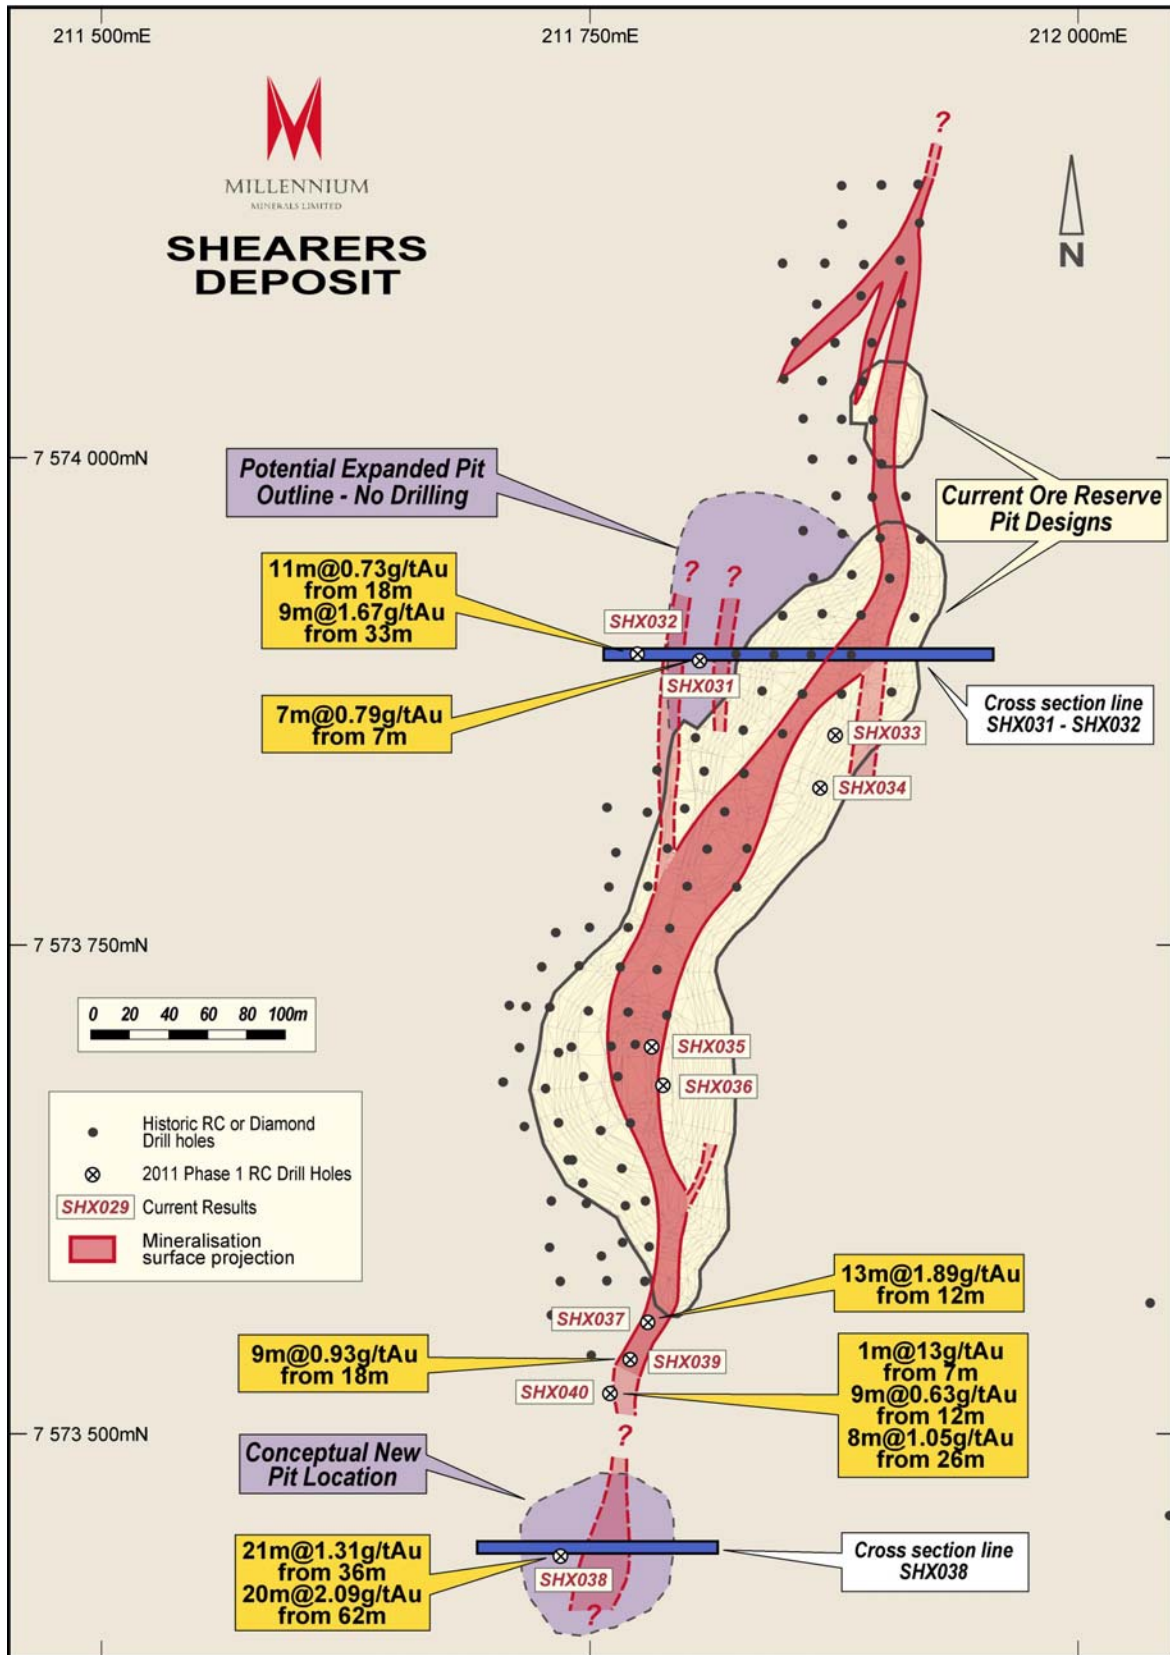 211 500mE
211 750mE
212 000mE
?
MILLENNIUM
MINERALS LIMITED
SHEARERS
DEPOSIT
N
7 574 000mN
Potential Expanded Pit
Outline - No Drilling
Current Ore Reserve
Pit Designs
11m@0.73g/tAu
from 18m
9m@1.67g/tAu
from 33m
?
?
SHX032
SHX031
7m@0.79g/tAu
from 7m
Cross section line
SHX031 - SHX032
SHX033
SHX034
7 573 750mN
0 20 40 60 80 100m
SHX035
SHX036
Historic RC or Diamond
Drill holes
2011 Phase 1 RC Drill Holes
SHX029 Current Results
Mineralisation
surface projection
13m@1.89g/tAu
from 12m
SHX037
9m@0.93g/tAu
from 18m
SHX039
SHX040
1m@13g/tAu
from 7m
9m@0.63g/tAu
from 12m
8m@1.05g/tAu
from 26m
7 573 500mN
?
Conceptual New
Pit Location
21m@1.31g/tAu
from 36m
20m@2.09g/tAu
from 62m
SHX038
?
Cross section line
SHX038